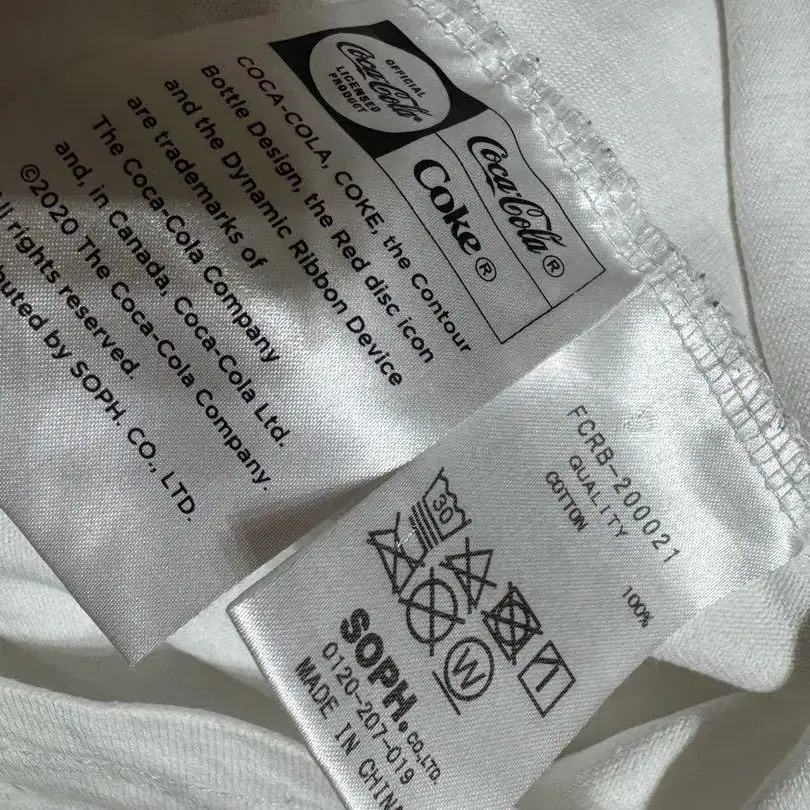 OFFICIAL
Coca-Cola®
LICENSED
PRODUCT
Coca-Cola®
Coke®
COCA-COLA, COKE, the Contour
Bottle Design, the Red disc icon
and the Dynamic Ribbon Device
are trademarks of
The Coca-Cola Company
and, in Canada, Coca-Cola Ltd.
©2020 The Coca-Cola Company.
All rights reserved.
buted by SOPH. CO., LTD.
FCRB-200021
QUALITY
COTTON 100%
30
W
SOPH. CO.,LTD.
0120-207-019
MADE IN CHINA